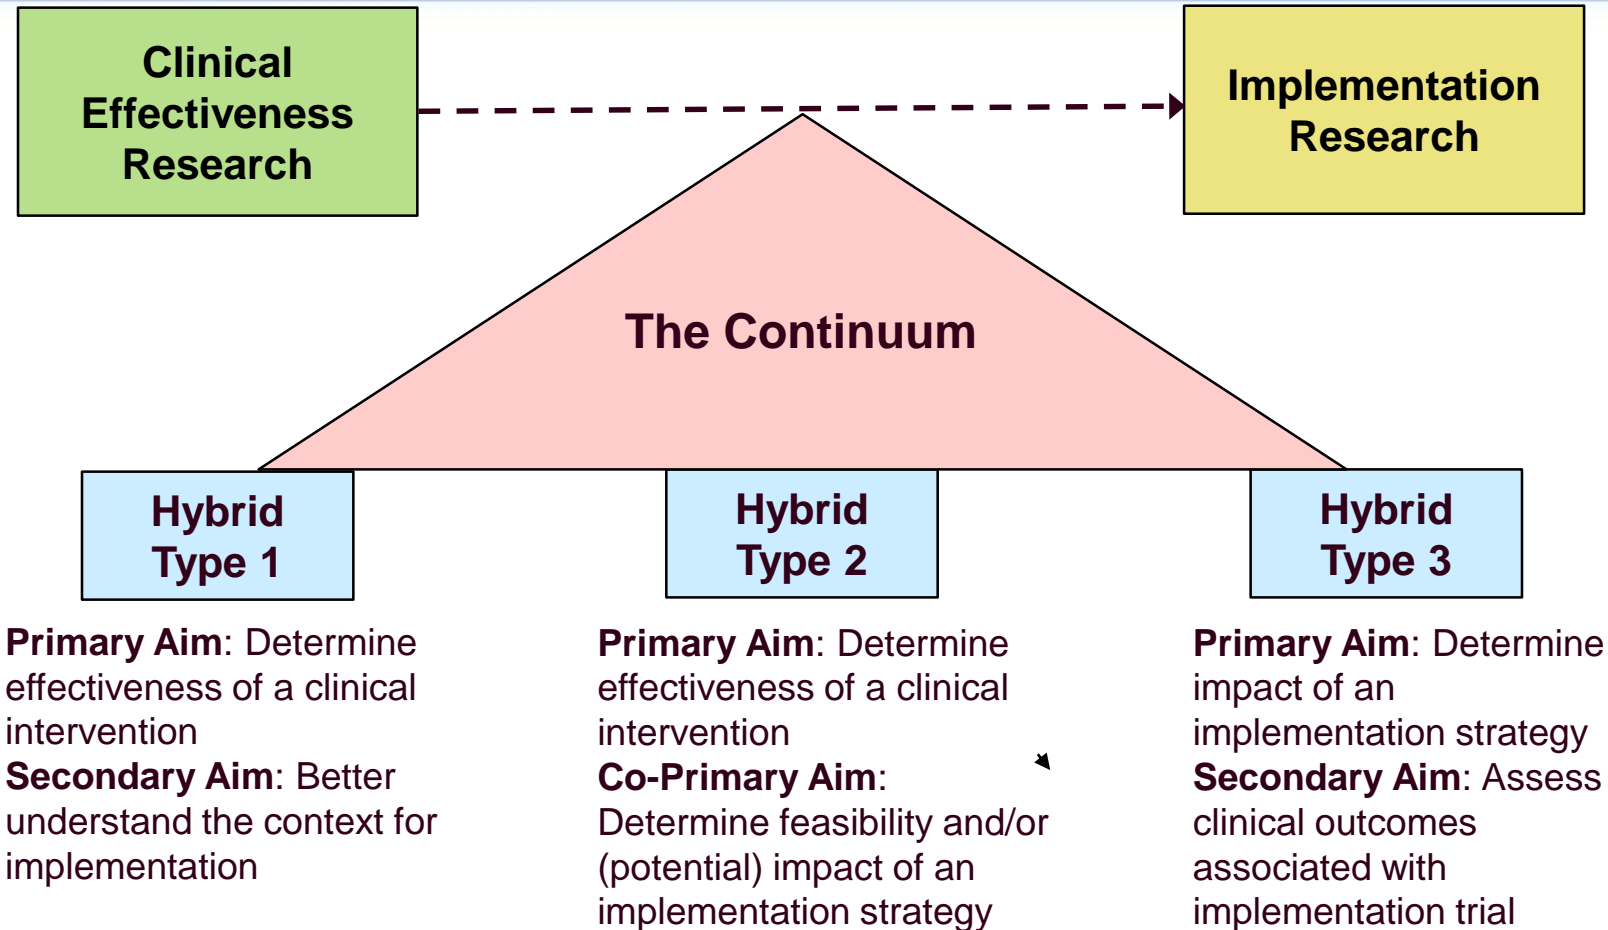 Clinical
Effectiveness
Research
Implementation
Research
The Continuum
Hybrid
Type 1
Hybrid
Type 2
Hybrid
Type 3
Primary Aim: Determine
effectiveness of a clinical
intervention
Secondary Aim: Better
understand the context for
implementation
Primary Aim: Determine
effectiveness of a clinical
intervention
Co-Primary Aim:
Determine feasibility and/or
(potential) impact of an
implementation strategy
Primary Aim: Determine
impact of an
implementation strategy
Secondary Aim: Assess
clinical outcomes
associated with
implementation trial